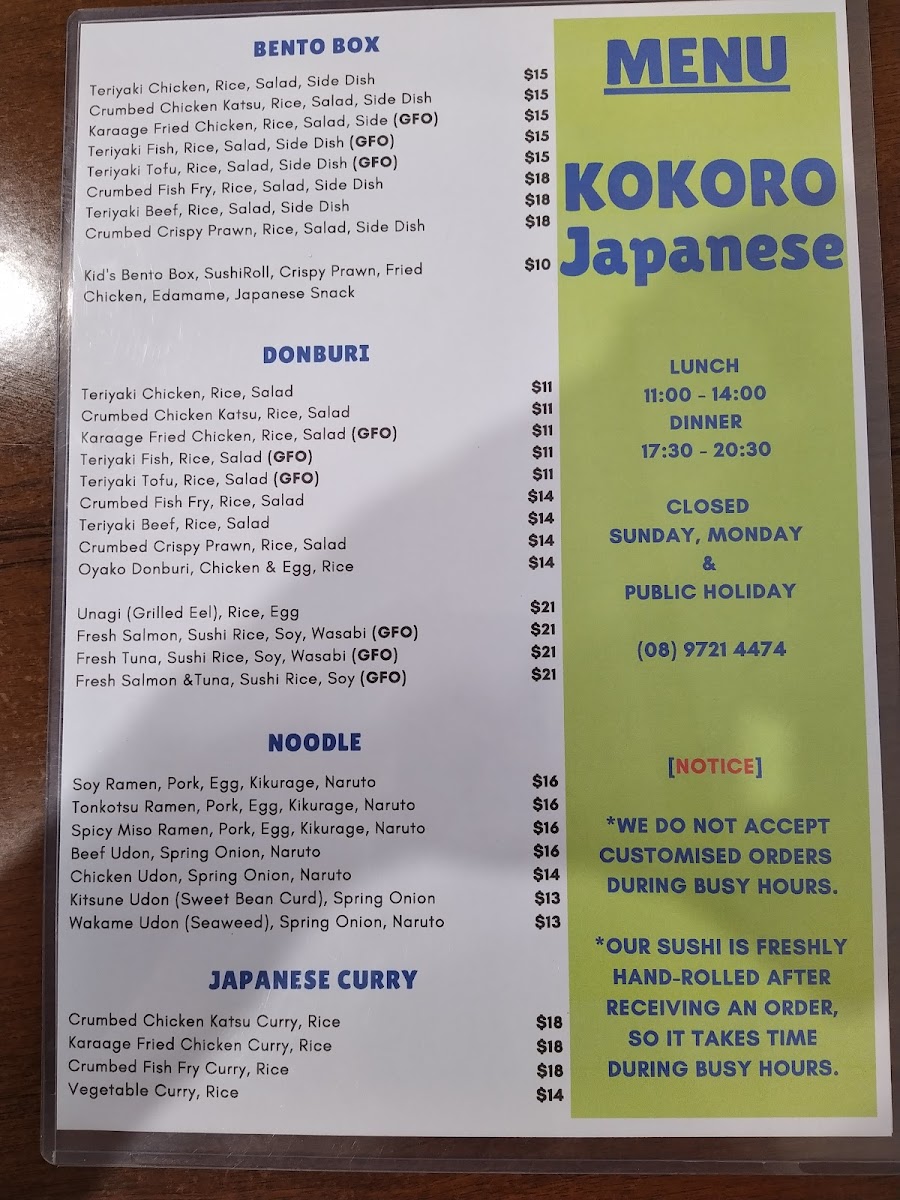 BENTO BOX
Teriyaki Chicken, Rice, Salad, Side Dish $15
Crumbed Chicken Katsu, Rice, Salad, Side Dish $15
Karaage Fried Chicken, Rice, Salad, Side (GFO) $15
Teriyaki Fish, Rice, Salad, Side Dish (GFO) $15
Teriyaki Tofu, Rice, Salad, Side Dish (GFO) $15
Crumbed Fish Fry, Rice, Salad, Side Dish $18
Teriyaki Beef, Rice, Salad, Side Dish $18
Crumbed Crispy Prawn, Rice, Salad, Side Dish $18
Kid's Bento Box, SushiRoll, Crispy Prawn, Fried $10
Chicken, Edamame, Japanese Snack
DONBURI
Teriyaki Chicken, Rice, Salad $11
Crumbed Chicken Katsu, Rice, Salad $11
Karaage Fried Chicken, Rice, Salad (GFO) $11
Teriyaki Fish, Rice, Salad (GFO) $11
Teriyaki Tofu, Rice, Salad (GFO) $11
Crumbed Fish Fry, Rice, Salad $14
Teriyaki Beef, Rice, Salad $14
Crumbed Crispy Prawn, Rice, Salad $14
Oyako Donburi, Chicken & Egg, Rice $14
Unagi (Grilled Eel), Rice, Egg $21
Fresh Salmon, Sushi Rice, Soy, Wasabi (GFO) $21
Fresh Tuna, Sushi Rice, Soy, Wasabi (GFO) $21
Fresh Salmon &Tuna, Sushi Rice, Soy (GFO) $21
NOODLE
Soy Ramen, Pork, Egg, Kikurage, Naruto $16
Tonkotsu Ramen, Pork, Egg, Kikurage, Naruto $16
Spicy Miso Ramen, Pork, Egg, Kikurage, Naruto $16
Beef Udon, Spring Onion, Naruto $16
Chicken Udon, Spring Onion, Naruto $14
Kitsune Udon (Sweet Bean Curd), Spring Onion $13
Wakame Udon (Seaweed), Spring Onion, Naruto $13
JAPANESE CURRY
Crumbed Chicken Katsu Curry, Rice $18
Karaage Fried Chicken Curry, Rice $18
Crumbed Fish Fry Curry, Rice $18
Vegetable Curry, Rice $14
MENU
KOKORO
Japanese
LUNCH
11:00 - 14:00
DINNER
17:30 - 20:30
CLOSED
SUNDAY, MONDAY
&
PUBLIC HOLIDAY
(08) 9721 4474
[NOTICE]
*WE DO NOT ACCEPT
CUSTOMISED ORDERS
DURING BUSY HOURS.
*OUR SUSHI IS FRESHLY
HAND-ROLLED AFTER
RECEIVING AN ORDER,
SO IT TAKES TIME
DURING BUSY HOURS.